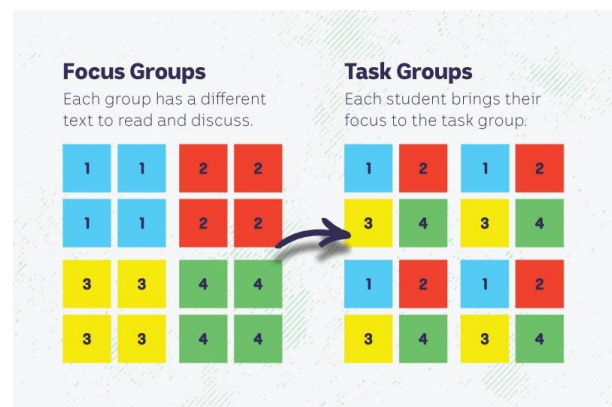 Focus Groups
Each group has a different
text to read and discuss.
1 1 2 2
1 1 2 2
3 3 4 4
3 3 4 4
Task Groups
Each student brings their
focus to the task group.
1 2 1 2
3 4 3 4
1 2 1 2
3 4 3 4